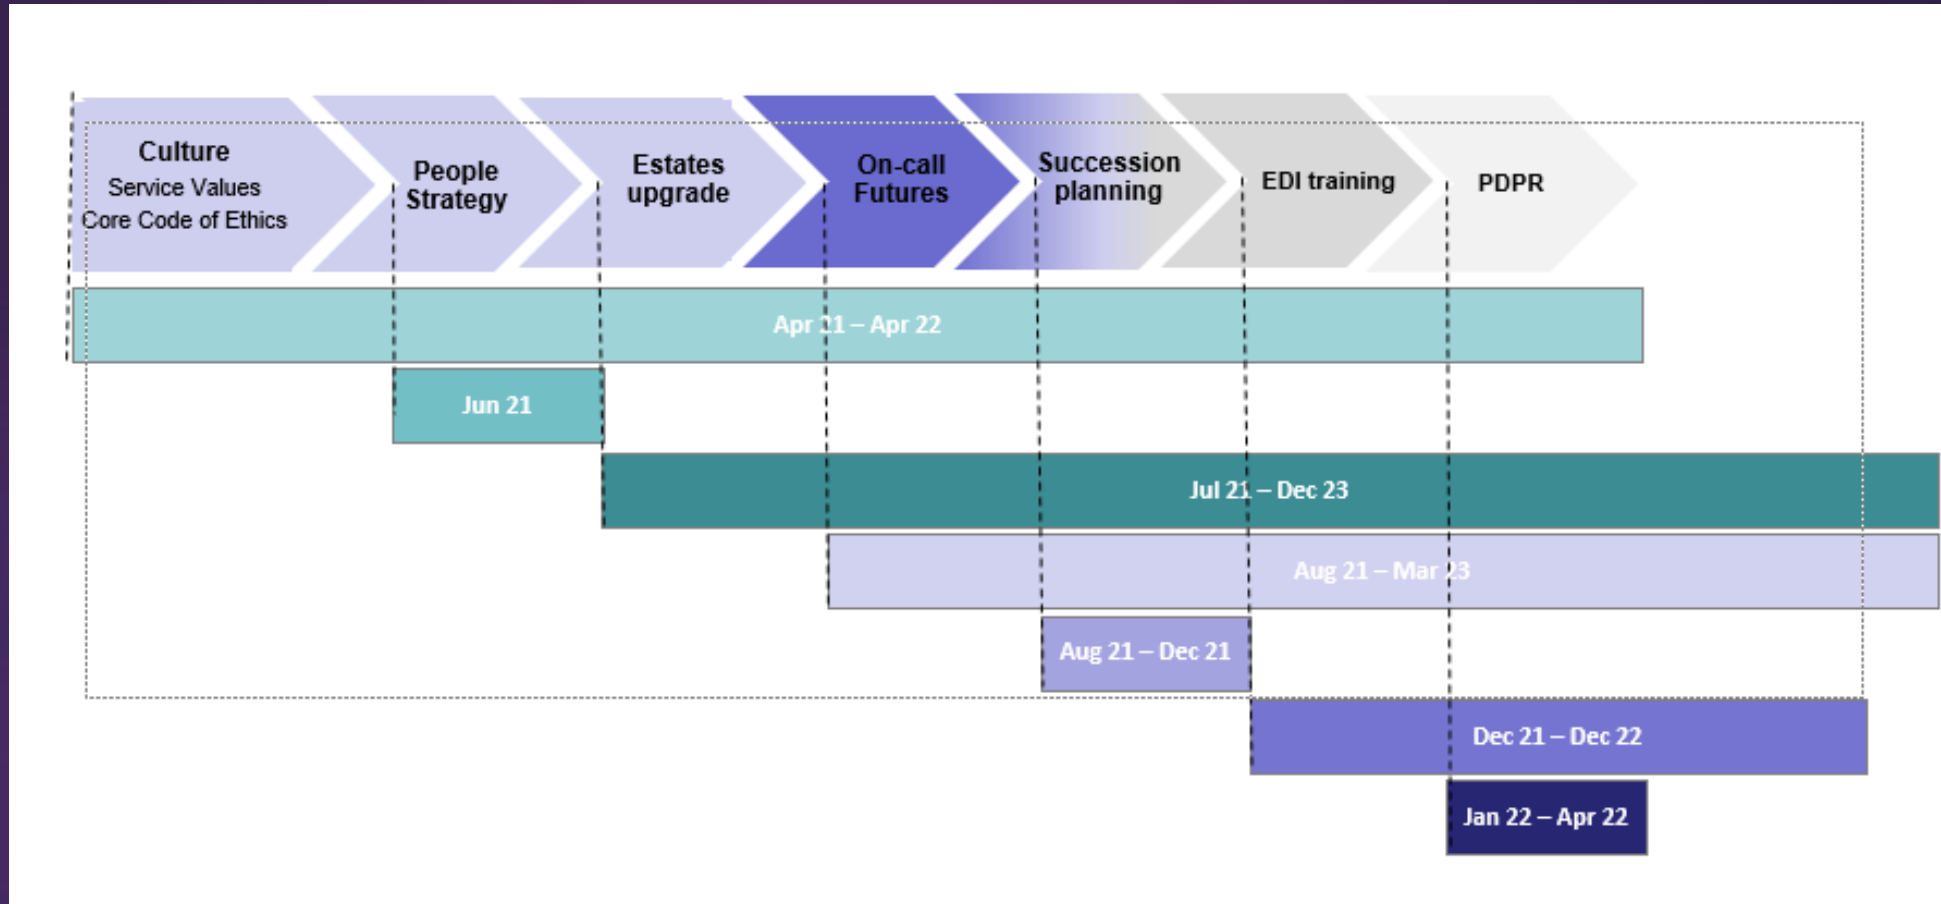 Culture
Service Values
Core Code of Ethics
People
Strategy
Estates
upgrade
On-call
Futures
Succession
planning
EDI training
PDPR
Apr 21 – Apr 22
Jun 21
Jul 21 – Dec 23
Aug 21 – Mar 23
Aug 21 – Dec 21
Dec 21 – Dec 22
Jan 22 – Apr 22